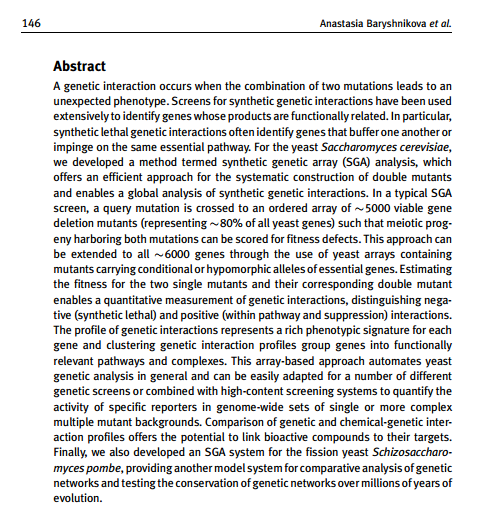 146
Anastasia Baryshnikova et al.
Abstract
A genetic interaction occurs when the combination of two mutations leads to an
unexpected phenotype. Screens for synthetic genetic interactions have been used
extensively to identify genes whose products are functionally related. In particular,
synthetic lethal genetic interactions often identify genes that buffer one another or
impinge on the same essential pathway. For the yeast Saccharomyces cerevisiae,
we developed a method termed synthetic genetic array (SGA) analysis, which
offers an efficient approach for the systematic construction of double mutants
and enables a global analysis of synthetic genetic interactions. In a typical SGA
screen, a query mutation is crossed to an ordered array of ∼5000 viable gene
deletion mutants (representing ∼80% of all yeast genes) such that meiotic prog-
eny harboring both mutations can be scored for fitness defects. This approach can
be extended to all ∼6000 genes through the use of yeast arrays containing
mutants carrying conditional or hypomorphic alleles of essential genes. Estimating
the fitness for the two single mutants and their corresponding double mutant
enables a quantitative measurement of genetic interactions, distinguishing nega-
tive (synthetic lethal) and positive (within pathway and suppression) interactions.
The profile of genetic interactions represents a rich phenotypic signature for each
gene and clustering genetic interaction profiles group genes into functionally
relevant pathways and complexes. This array-based approach automates yeast
genetic analysis in general and can be easily adapted for a number of different
genetic screens or combined with high-content screening systems to quantify the
activity of specific reporters in genome-wide sets of single or more complex
multiple mutant backgrounds. Comparison of genetic and chemical-genetic inter-
action profiles offers the potential to link bioactive compounds to their targets.
Finally, we also developed an SGA system for the fission yeast Schizosaccharo-
myces pombe, providing another model system for comparative analysis of genetic
networks and testing the conservation of genetic networks over millions of years of
evolution.